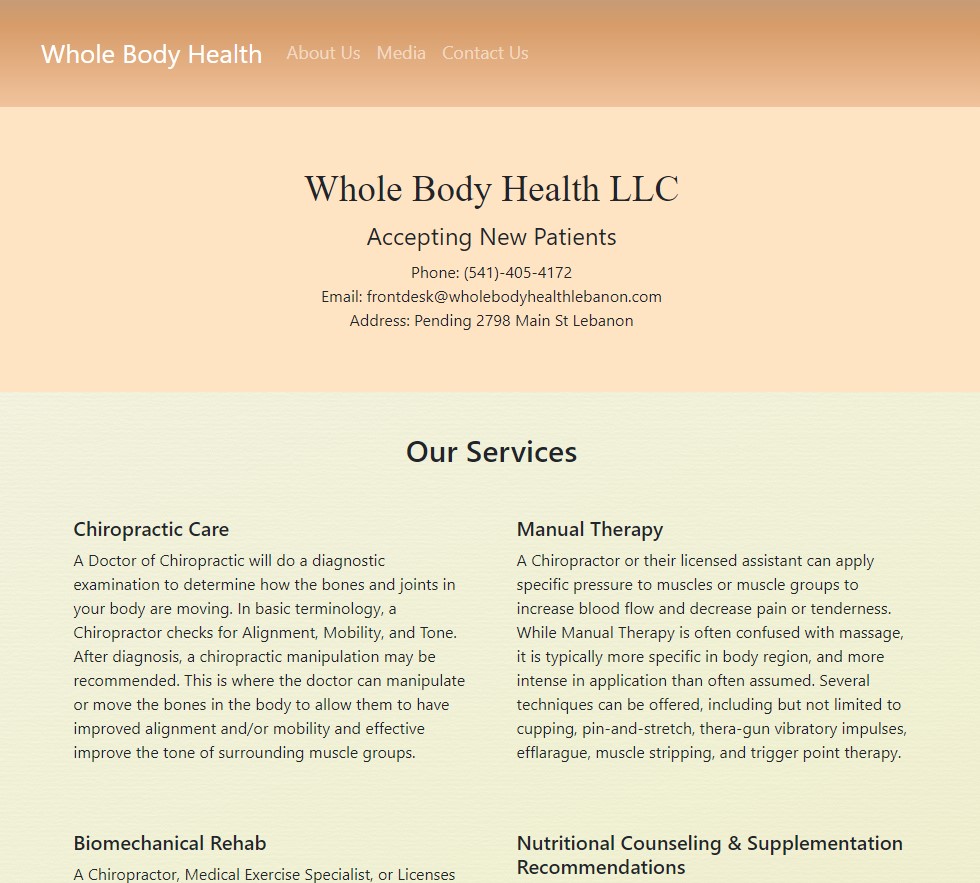 Whole Body Health About Us Media Contact Us
Whole Body Health LLC
Accepting New Patients
Phone: (541)-405-4172
Email: frontdesk@wholebodyhealthlebanon.com
Address: Pending 2798 Main St Lebanon
Our Services
Chiropractic Care
A Doctor of Chiropractic will do a diagnostic
examination to determine how the bones and joints in
your body are moving. In basic terminology, a
Chiropractor checks for Alignment, Mobility, and Tone.
After diagnosis, a chiropractic manipulation may be
recommended. This is where the doctor can manipulate
or move the bones in the body to allow them to have
improved alignment and/or mobility and effective
improve the tone of surrounding muscle groups.
Manual Therapy
A Chiropractor or their licensed assistant can apply
specific pressure to muscles or muscle groups to
increase blood flow and decrease pain or tenderness.
While Manual Therapy is often confused with massage,
it is typically more specific in body region, and more
intense in application than often assumed. Several
techniques can be offered, including but not limited to
cupping, pin-and-stretch, thera-gun vibratory impulses,
efflarague, muscle stripping, and trigger point therapy.
Biomechanical Rehab
A Chiropractor, Medical Exercise Specialist, or Licenses
Nutritional Counseling & Supplementation
Recommendations